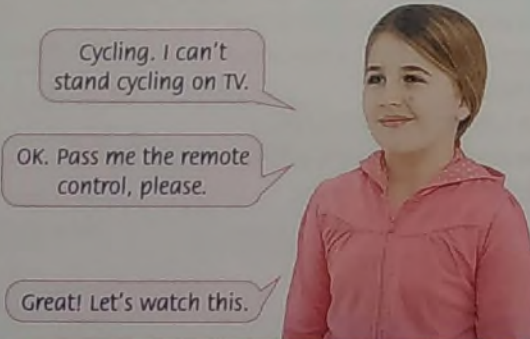 Cycling. I can't
stand cycling on TV.
OK. Pass me the remote
control, please.
Great! Let's watch this.